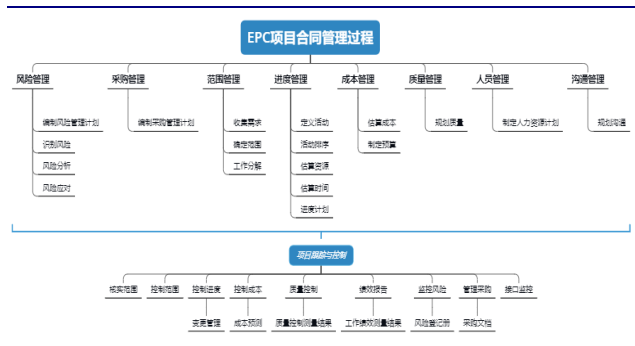 EPC项目合同管理过程
风险管理 采购管理 范围管理 进度管理 成本管理 质量管理 人员管理 沟通管理
编制风险管理计划 编制采购管理计划 收集需求 定义活动 估算成本 规划质量 制定人力资源计划 规划沟通
识别风险 确定范围 活动排序 制定预算
风险分析 工作分解 估算资源
风险应对 估算时间
进度计划
项目跟踪与控制
核实范围 控制范围 控制进度 控制成本 质量控制 绩效报告 监控风险 管理采购 接口监控
变更管理 成本预测 质量控制测量结果 工作绩效测量结果 风险登记册 采购文档